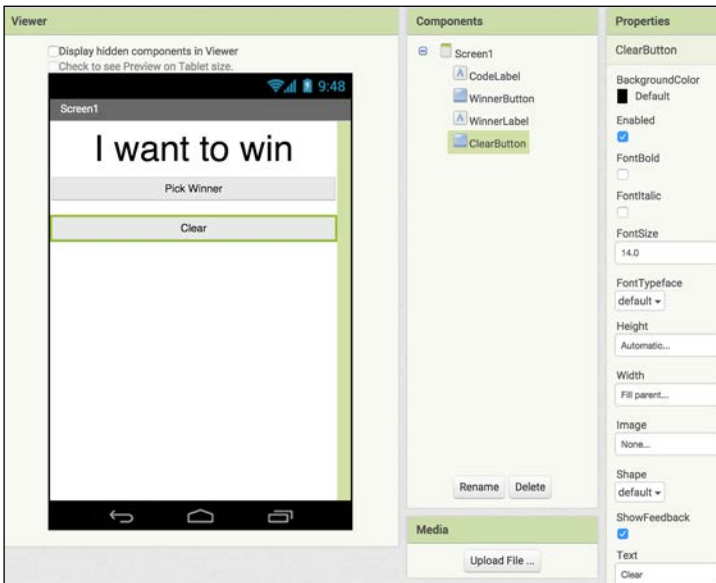 Viewer
Display hidden components in Viewer
Check to see Preview on Tablet size.
9:48
Screen1
I want to win
Pick Winner
Clear
Components
Screen1
A CodeLabel
WinnerButton
A WinnerLabel
ClearButton
Rename Delete
Media
Upload File ...
Properties
ClearButton
BackgroundColor
Default
Enabled
FontBold
FontItalic
FontSize
14.0
FontTypeface
default
Height
Automatic...
Width
Fill parent...
Image
None...
Shape
default
ShowFeedback
Text
Clear